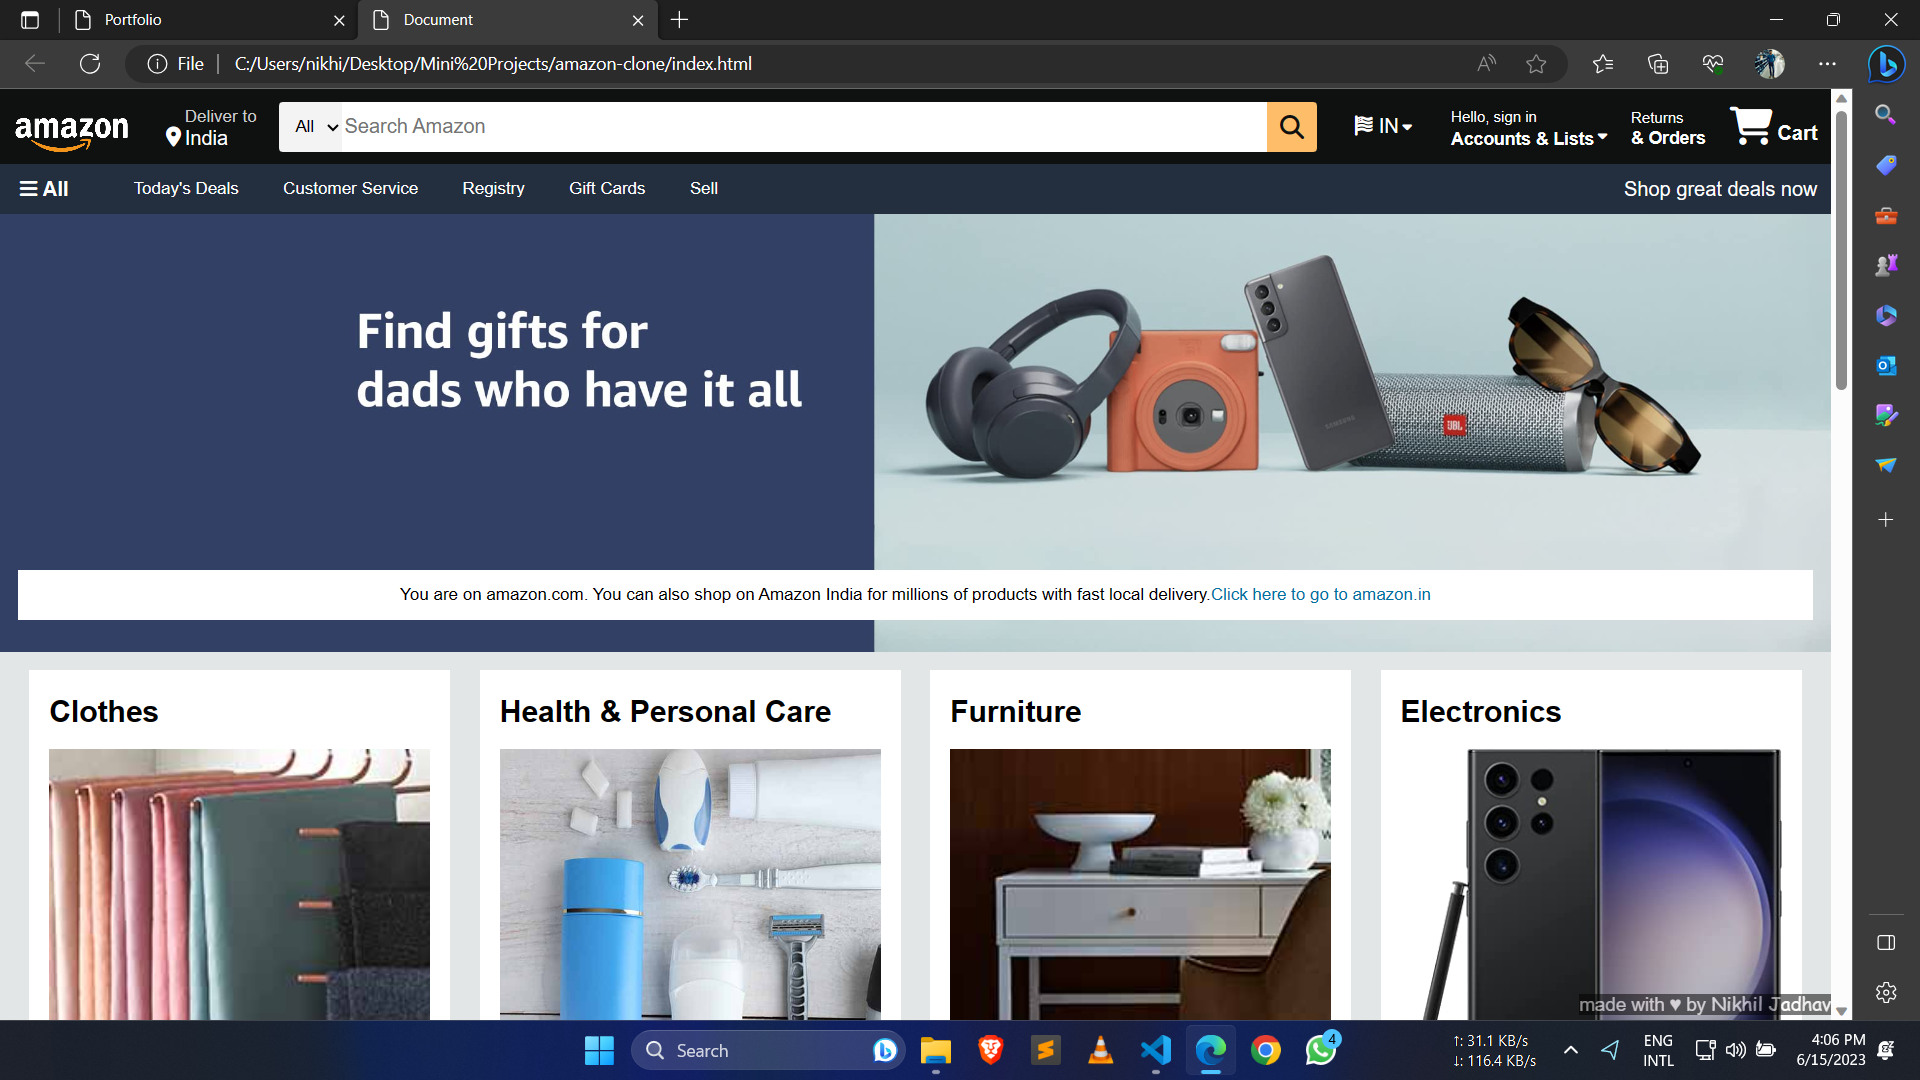 Portfolio
Document
File
C:/Users/nikhi/Desktop/Mini%20Projects/amazon-clone/index.html
amazon
Deliver to
India
All
Search Amazon
IN
Hello, sign in
Accounts & Lists
Returns
& Orders
Cart
All
Today's Deals
Customer Service
Registry
Gift Cards
Sell
Shop great deals now
Find gifts for
dads who have it all
SAMSUNG
JBL
You are on amazon.com. You can also shop on Amazon India for millions of products with fast local delivery.Click here to go to amazon.in
Clothes
Health & Personal Care
Furniture
Electronics
made with ♥ by Nikhil Jadhav
Search
4
↑: 31.1 KB/s
↓: 116.4 KB/s
ENG
INTL
4:06 PM
6/15/2023